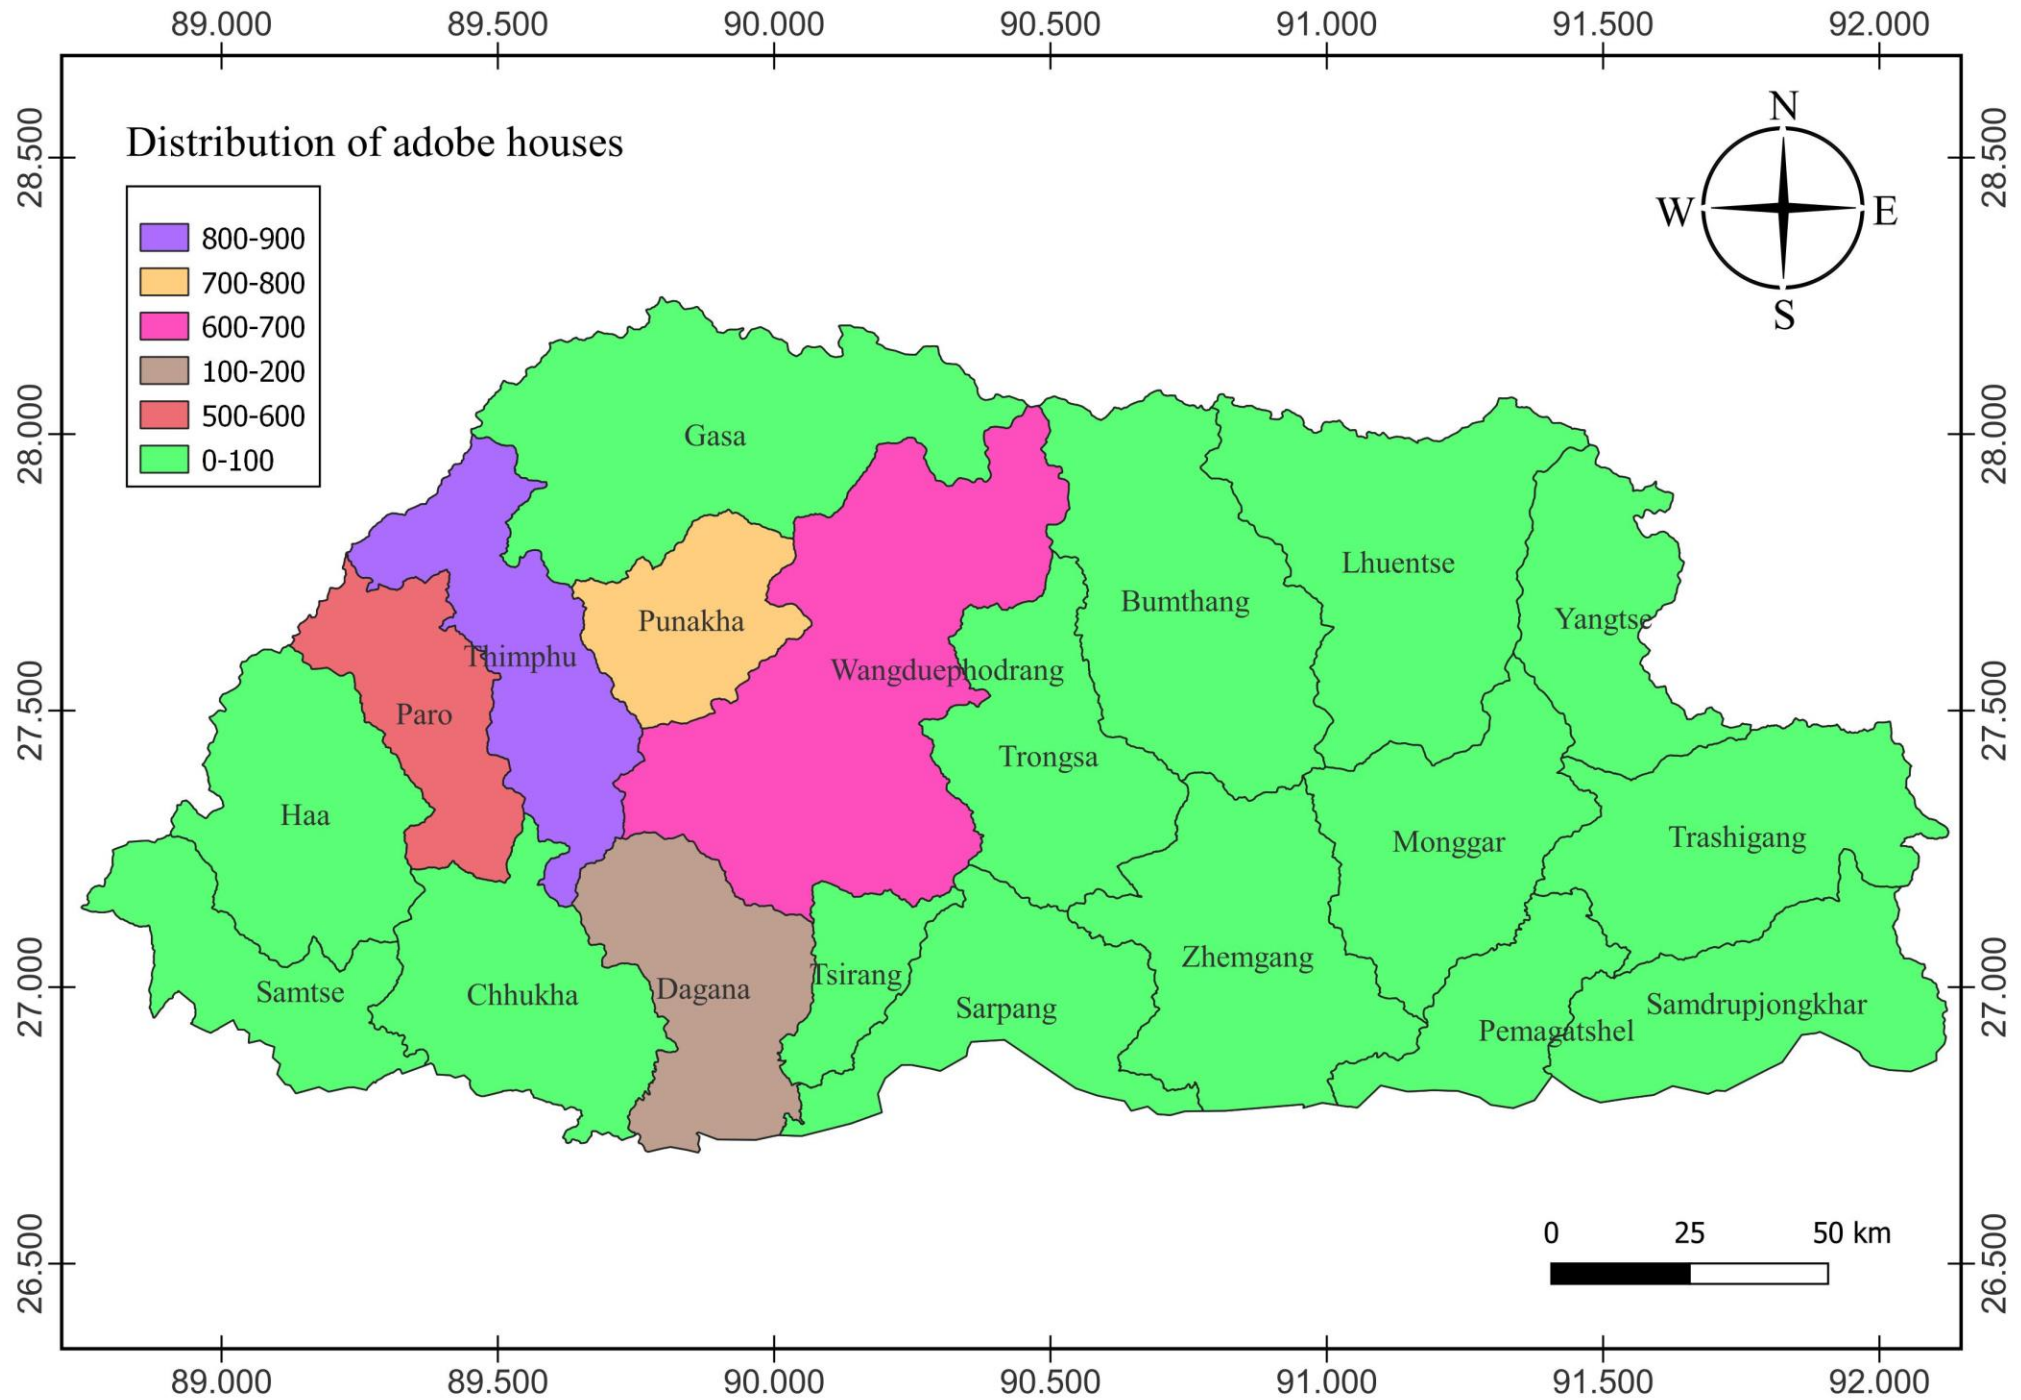 89.000 89.500 90.000 90.500 91.000 91.500 92.000
N
Distribution of adobe houses
28.500 28.500
W E
800-900
700-800
S
600-700
100-200
500-600
0-100
28.000 28.000
Gasa
Lhuentse
Bumthang
Yangtse
Punakha
Thimphu
Wangduephodrang
27.500 27.500
Paro
Trongsa
Haa
Monggar
Trashigang
Zhemgang
27.000 27.000
Tsirang
Samtse
Chhukha
Dagana
Sarpang
Samdrupjongkhar
Pemagatshel
0 25 50 km
26.500 26.500
89.000 89.500 90.000 90.500 91.000 91.500 92.000